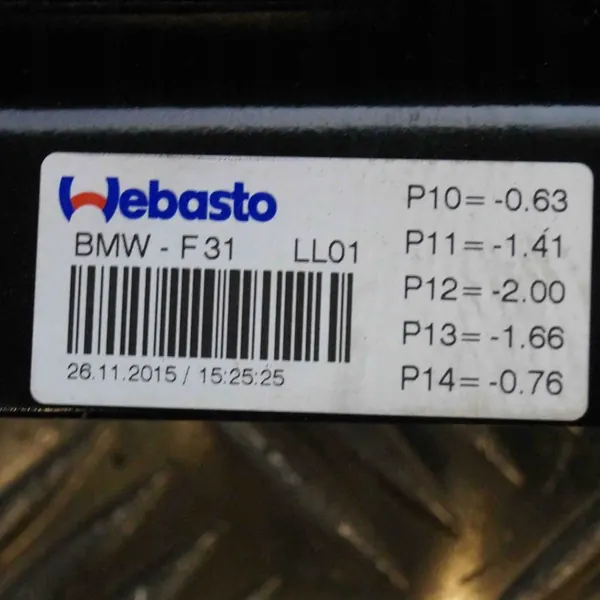 Webasto
BMW - F31 LL01
26.11.2015 / 15:25:25
P10= -0.63
P11= -1.41
P12= -2.00
P13= -1.66
P14= -0.76